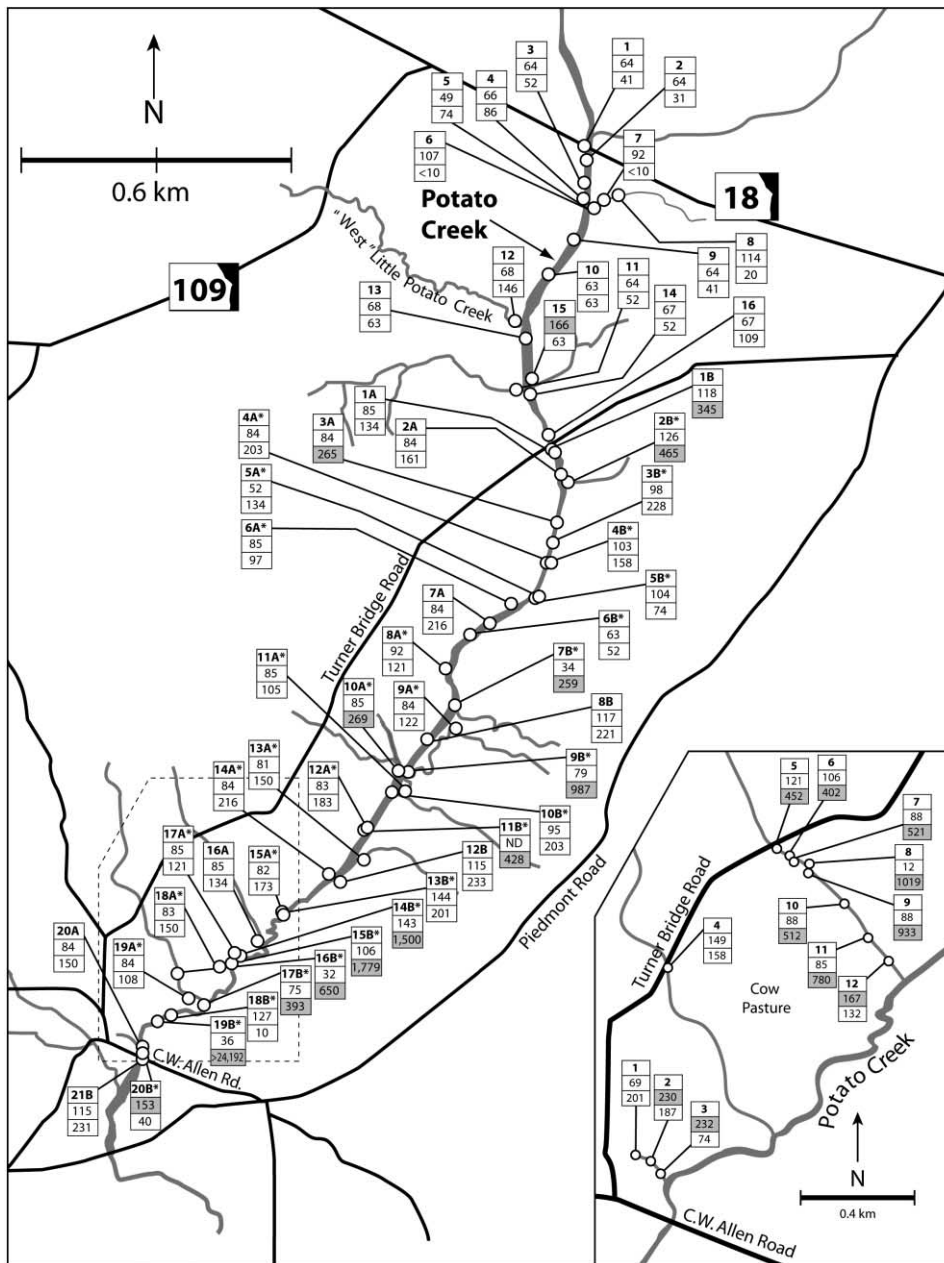 N
0.6 km
109
18
Potato
Creek
"West" Little Potato Creek
Turner Bridge Road
Piedmont Road
C.W. Allen Rd.
1
64
41
2
64
31
3
64
52
4
66
86
5
49
74
6
107
<10
7
92
<10
8
114
20
9
64
41
10
63
63
11
64
52
12
68
146
13
68
63
14
67
52
15
166
63
16
67
109
1A
85
134
1B
118
345
2A
84
161
2B*
126
465
3A
84
265
3B*
98
228
4A*
84
203
4B*
103
158
5A*
52
134
5B*
104
74
6A*
85
97
6B*
63
52
7A
84
216
7B*
34
259
8A*
92
121
8B
117
221
9A*
84
122
9B*
79
987
10A*
85
269
10B*
95
203
11A*
85
105
11B*
ND
428
12A*
83
183
12B
115
233
13A*
81
150
13B*
144
201
14A*
84
216
14B*
143
1,500
15A*
82
173
15B*
106
1,779
16A
85
134
16B*
32
650
17A*
85
121
17B*
75
393
18A*
83
150
18B*
127
10
19A*
84
108
19B*
36
>24,192
20A
84
150
20B*
153
40
21B
115
231
5
121
452
6
106
402
7
88
521
8
12
1019
9
88
933
10
88
512
11
85
780
12
167
132
4
149
158
1
69
201
2
230
187
3
232
74
Turner Bridge Road
Cow
Pasture
Potato Creek
N
0.4 km
C.W. Allen Road